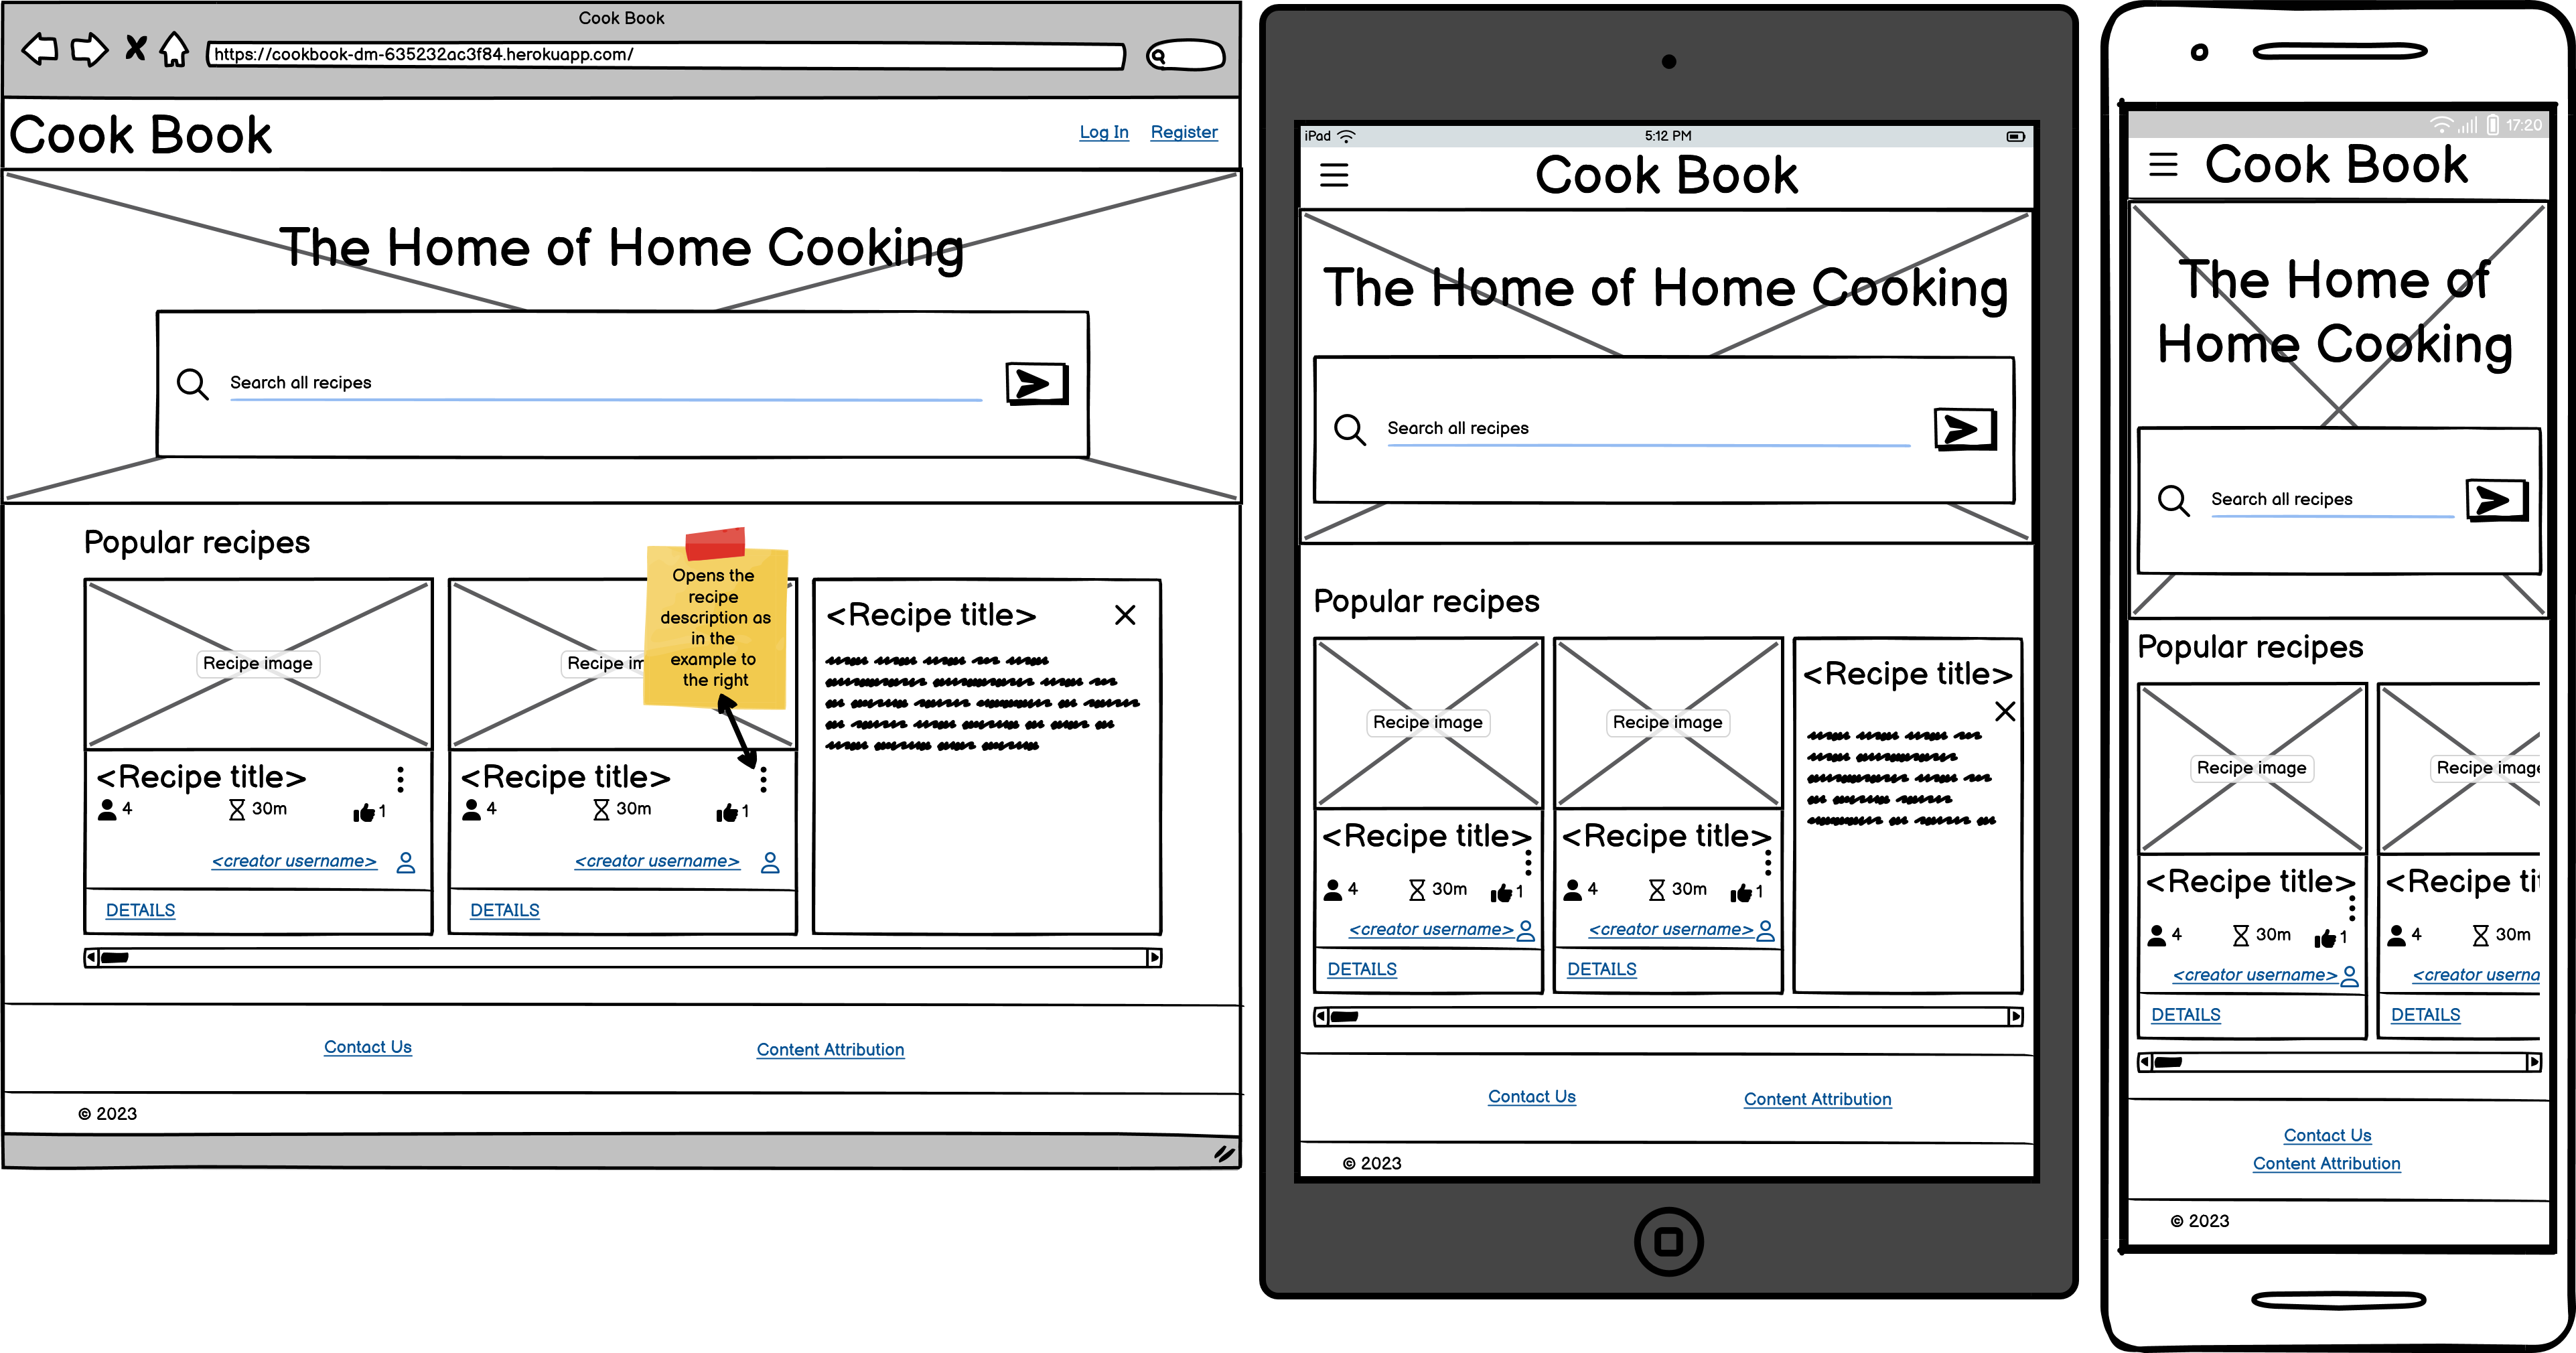 Cook Book
https://cookbook-dm-635232ac3f84.herokuapp.com/
Cook Book
Log In Register
The Home of Home Cooking
Search all recipes
Popular recipes
Recipe image
<Recipe title>
4 30m 1
<creator username>
DETAILS
Recipe im
<Recipe title>
4 30m 1
<creator username>
DETAILS
Opens the
recipe
description as
in the
example to
the right
<Recipe title>
Contact Us Content Attribution
© 2023
iPad 5:12 PM
Cook Book
The Home of Home Cooking
Search all recipes
Popular recipes
Recipe image
<Recipe title>
4 30m 1
<creator username>
DETAILS
Recipe image
<Recipe title>
4 30m 1
<creator username>
DETAILS
<Recipe title>
Contact Us Content Attribution
© 2023
17:20
Cook Book
The Home of
Home Cooking
Search all recipes
Popular recipes
Recipe image
<Recipe title>
4 30m 1
<creator username>
DETAILS
Recipe image
<Recipe tit
4 30m
<creator userna
DETAILS
Contact Us
Content Attribution
© 2023